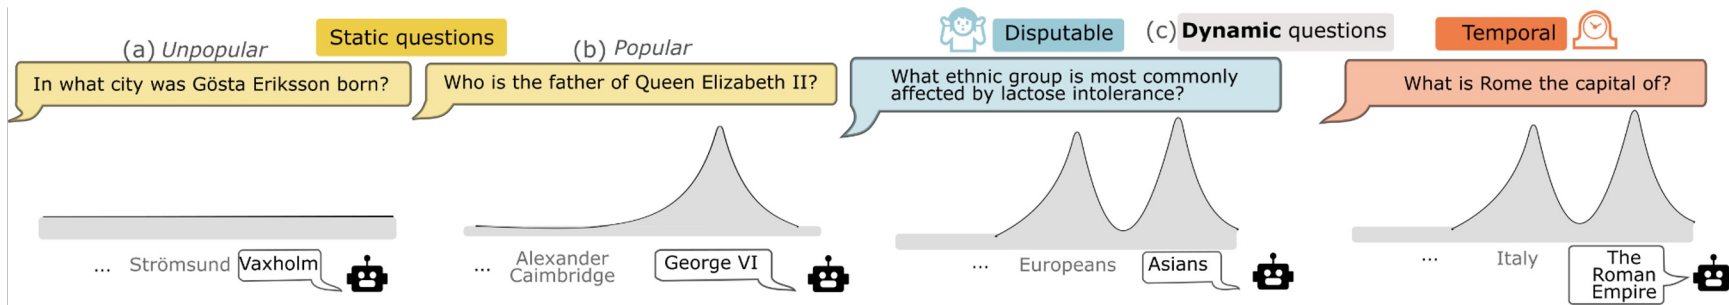 (a) Unpopular
Static questions
(b) Popular
Disputable
(c) Dynamic questions
Temporal
In what city was Gösta Eriksson born?
Who is the father of Queen Elizabeth II?
What ethnic group is most commonly
affected by lactose intolerance?
What is Rome the capital of?
... Strömsund
Vaxholm
... Alexander
Caimbridge
George VI
... Europeans
Asians
... Italy
The
Roman
Empire